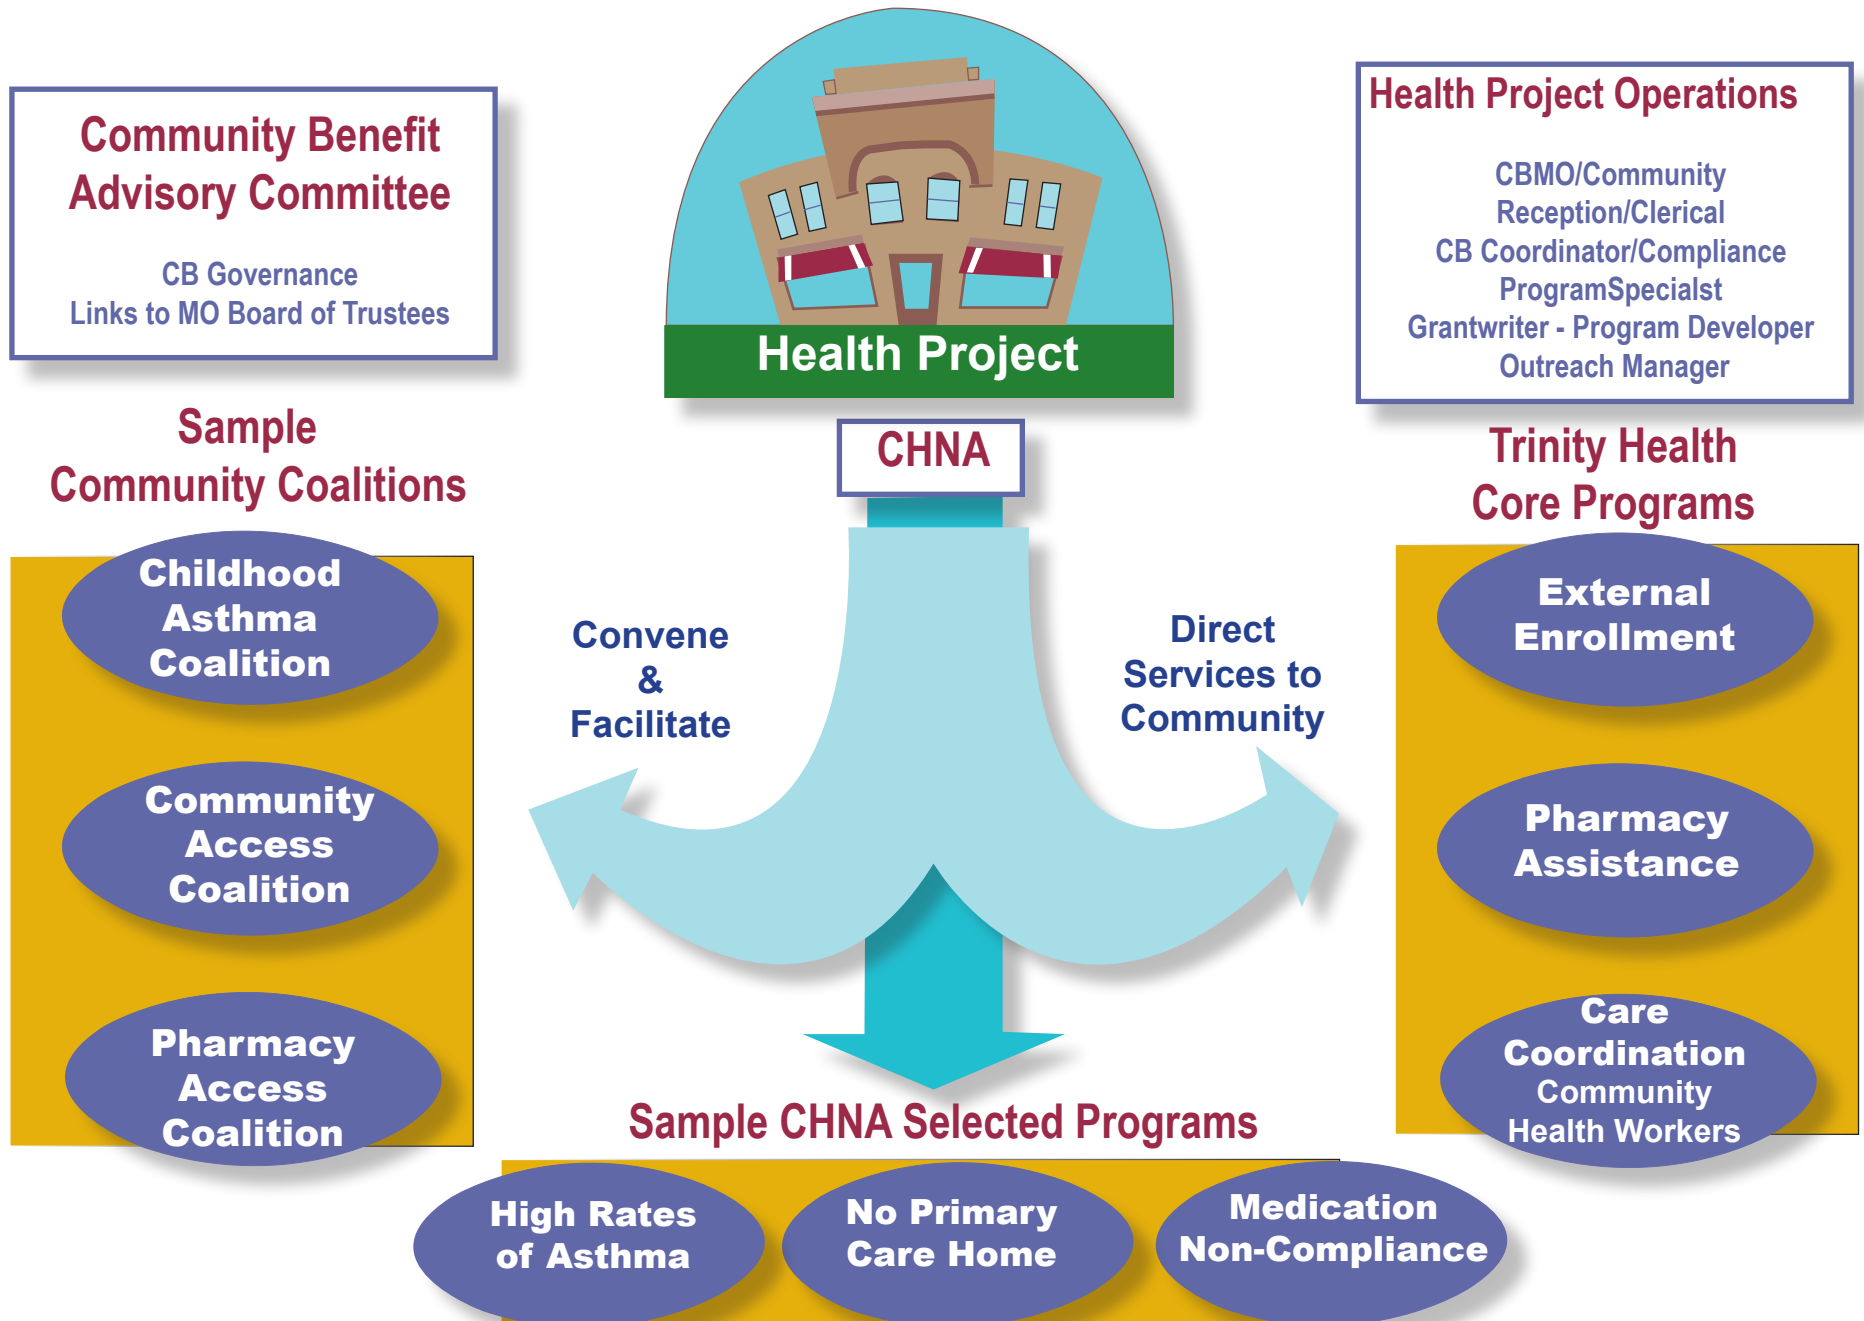 Community Benefit
Advisory Committee
CB Governance
Links to MO Board of Trustees
Health Project
Health Project Operations
CBMO/Community
Reception/Clerical
CB Coordinator/Compliance
ProgramSpecialst
Grantwriter - Program Developer
Outreach Manager
CHNA
Sample
Community Coalitions
Childhood
Asthma
Coalition
Community
Access
Coalition
Pharmacy
Access
Coalition
Convene
&
Facilitate
Direct
Services to
Community
Trinity Health
Core Programs
External
Enrollment
Pharmacy
Assistance
Care
Coordination
Community
Health Workers
Sample CHNA Selected Programs
High Rates
of Asthma
No Primary
Care Home
Medication
Non-Compliance